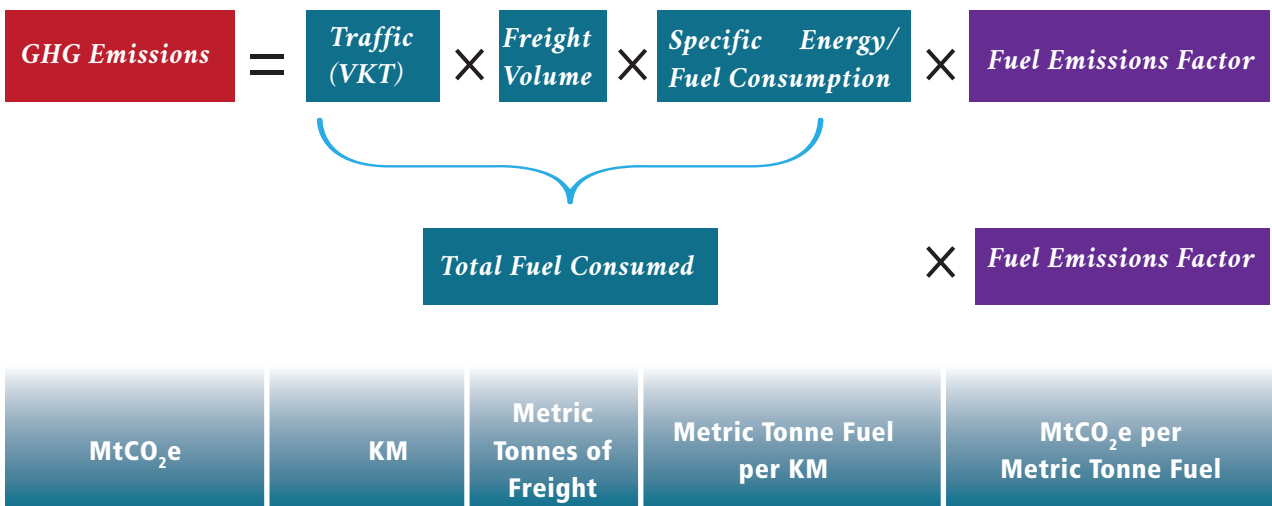 GHG Emissions
=
Traffic
(VKT)
×
Freight
Volume
×
Specific Energy/
Fuel Consumption
×
Fuel Emissions Factor
Total Fuel Consumed
×
Fuel Emissions Factor
MtCO₂e
KM
Metric
Tonnes of
Freight
Metric Tonne Fuel
per KM
MtCO₂e per
Metric Tonne Fuel